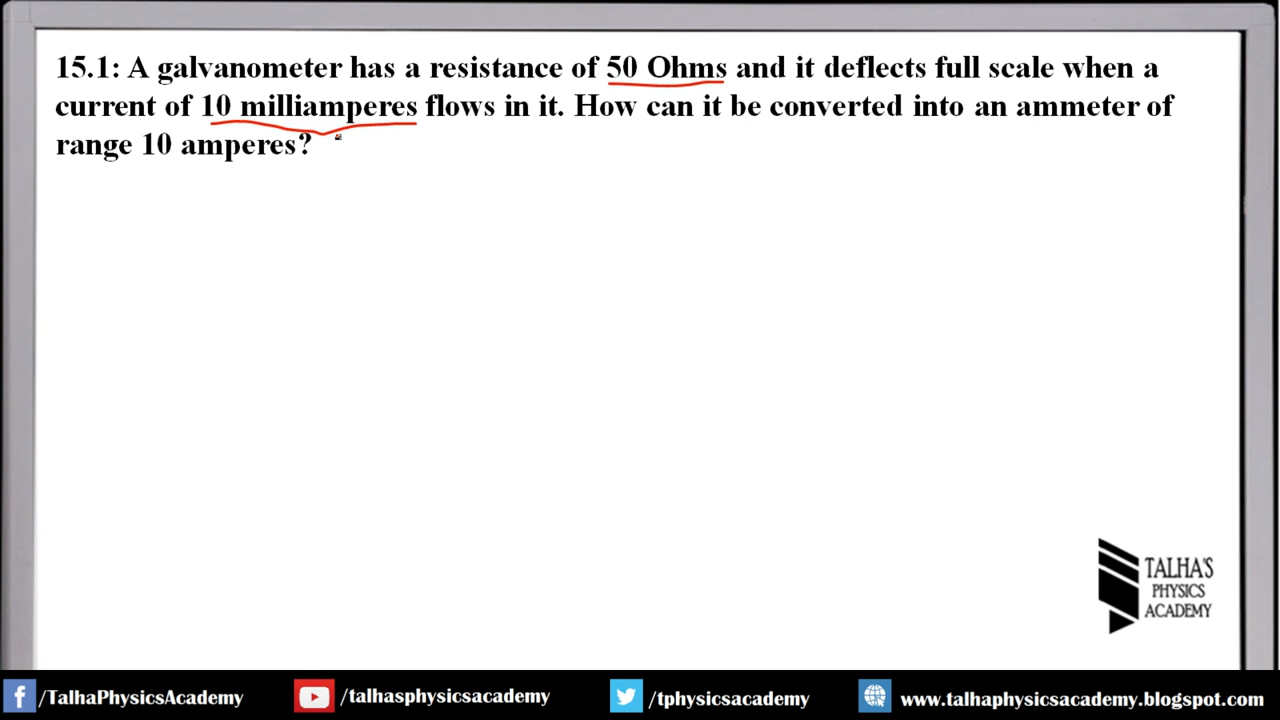 15.1: A galvanometer has a resistance of 50 Ohms and it deflects full scale when a
current of 10 milliamperes flows in it. How can it be converted into an ammeter of
range 10 amperes?
TALHA'S
PHYSICS
ACADEMY
/TalhaPhysicsAcademy
/talhasphysicsacademy
/tphysicsacademy
www.talhaphysicsacademy.blogspot.com